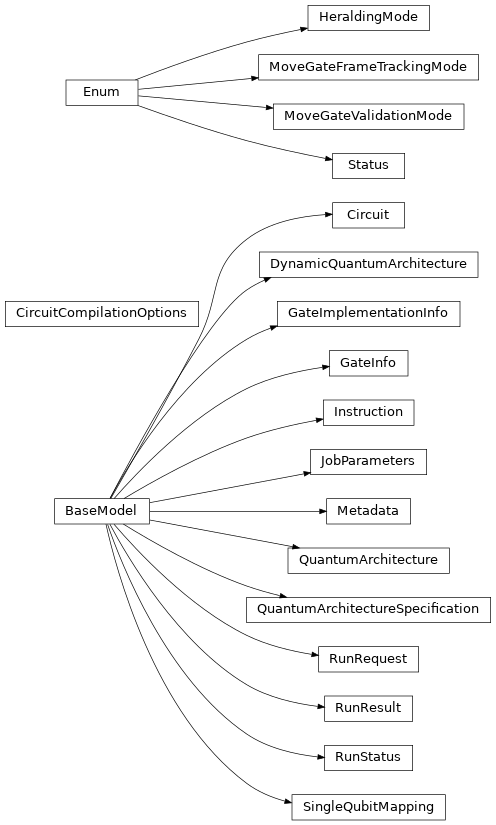 HeraldingMode
MoveGateFrameTrackingMode
Enum
MoveGateValidationMode
Status
Circuit
DynamicQuantumArchitecture
CircuitCompilationOptions
GateImplementationInfo
GateInfo
Instruction
JobParameters
BaseModel
Metadata
QuantumArchitecture
QuantumArchitectureSpecification
RunRequest
RunResult
RunStatus
SingleQubitMapping